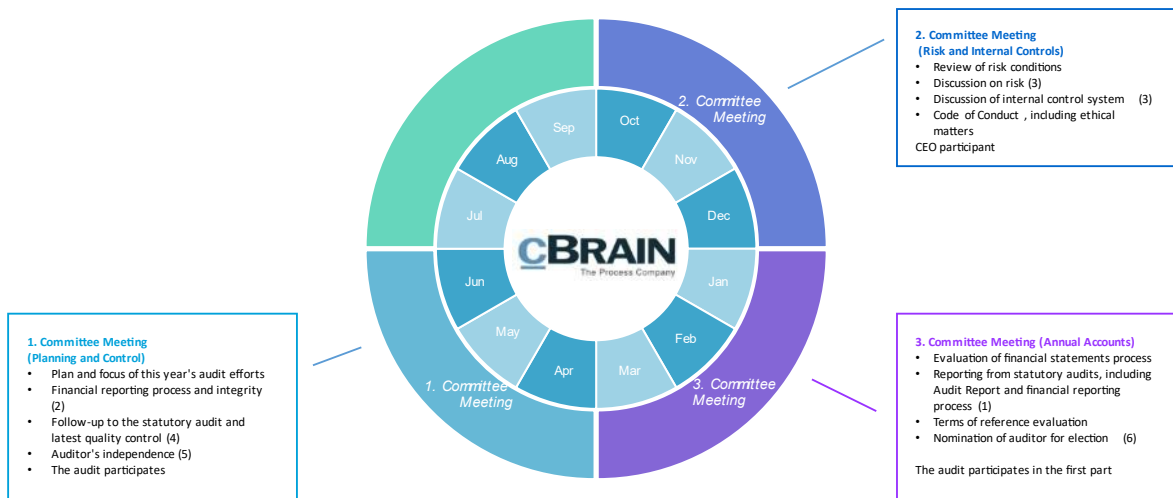 2. Committee Meeting
(Risk and Internal Controls)
• Review of risk conditions
• Discussion on risk (3)
• Discussion of internal control system (3)
• Code of Conduct , including ethical
matters
CEO participant
2. Committee
Meeting
Sep
Oct
Aug
Nov
Jul
Dec
cBRAIN
The Process Company
Jun
Jan
May
Feb
Apr
Mar
1. Committee
Meeting
3. Committee
Meeting
1. Committee Meeting
(Planning and Control)
• Plan and focus of this year's audit efforts
• Financial reporting process and integrity
(2)
• Follow-up to the statutory audit and
latest quality control (4)
• Auditor's independence (5)
• The audit participates
3. Committee Meeting (Annual Accounts)
• Evaluation of financial statements process
• Reporting from statutory audits, including
Audit Report and financial reporting
process (1)
• Terms of reference evaluation
• Nomination of auditor for election (6)
The audit participates in the first part